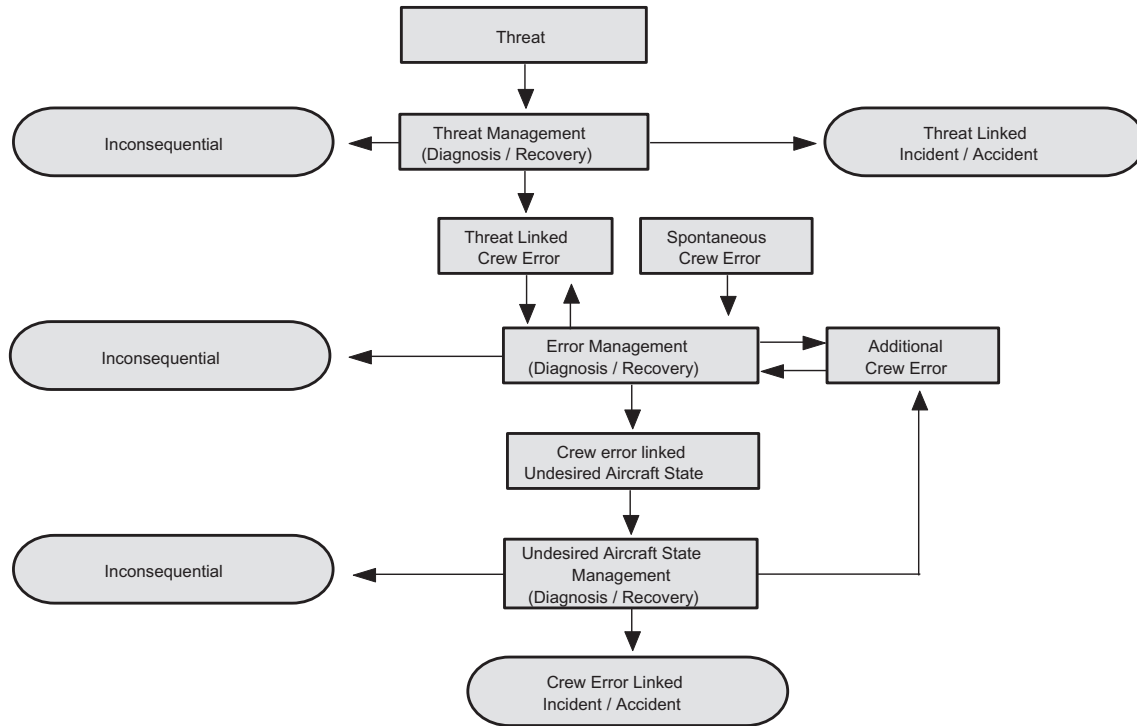 Threat
Inconsequential
Threat Management
(Diagnosis / Recovery)
Threat Linked
Incident / Accident
Threat Linked
Crew Error
Spontaneous
Crew Error
Inconsequential
Error Management
(Diagnosis / Recovery)
Additional
Crew Error
Crew error linked
Undesired Aircraft State
Inconsequential
Undesired Aircraft State
Management
(Diagnosis / Recovery)
Crew Error Linked
Incident / Accident